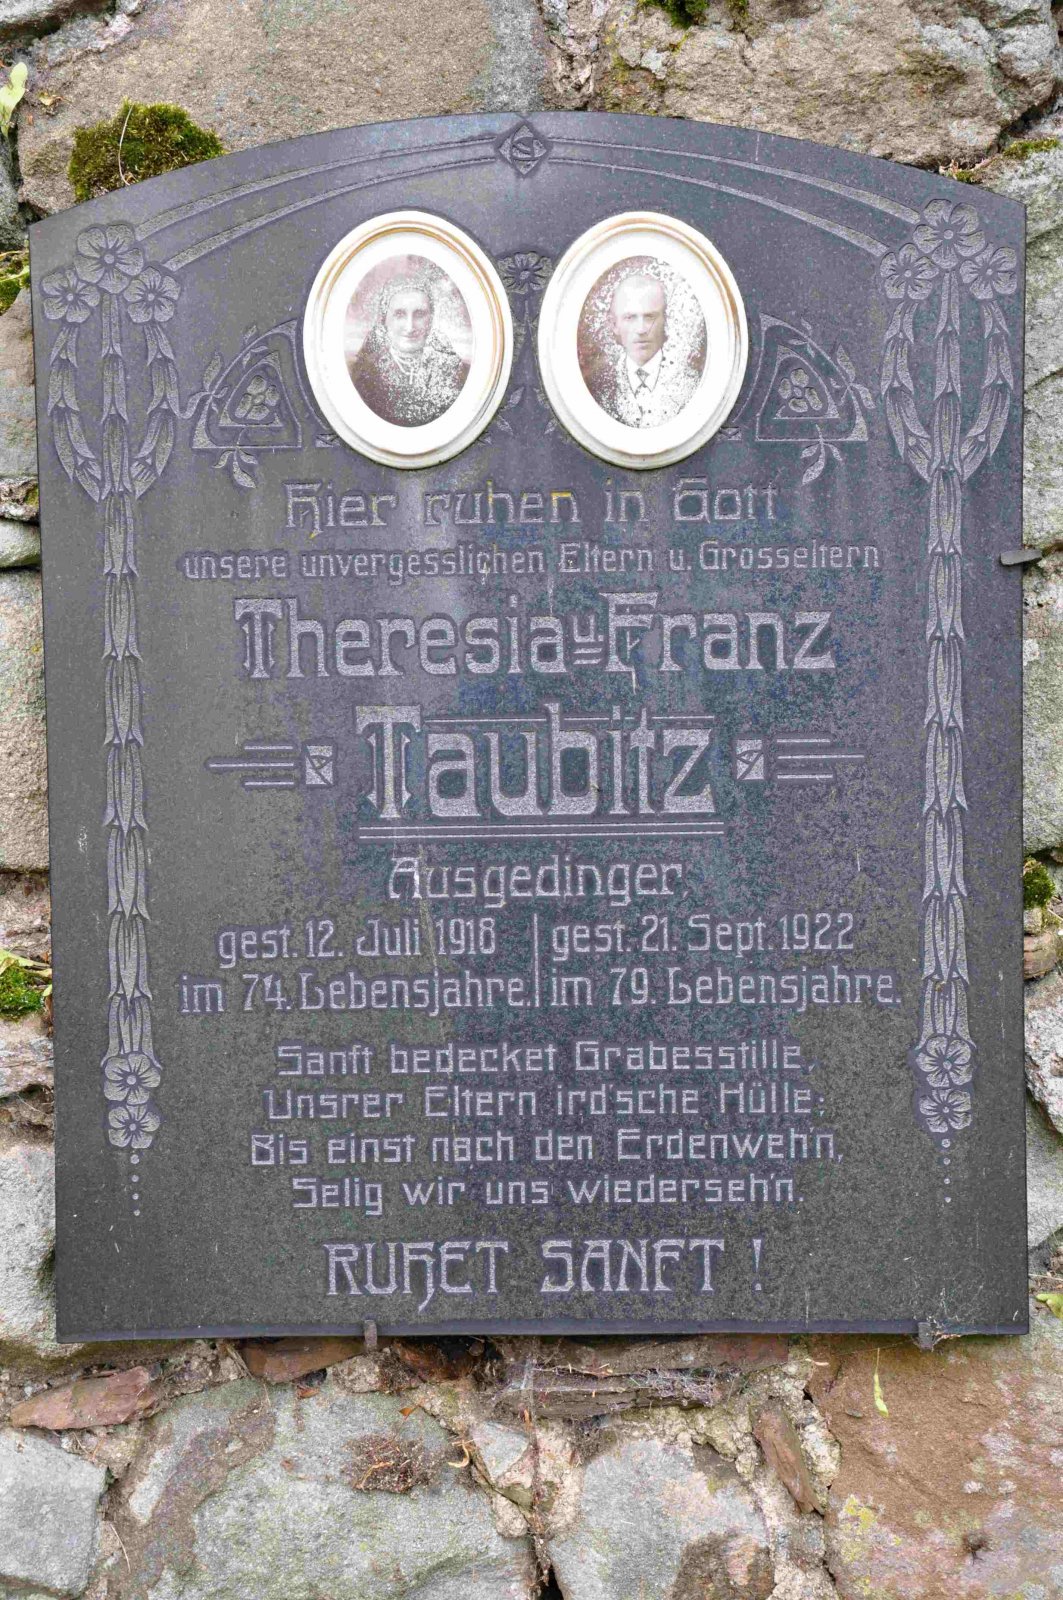 Hier ruhen in Gott
unsere unvergesslichen Eltern u. Grosseltern
Theresia u. Franz
Taubitz
Ausgedinger,
gest. 12. Juli 1918 gest. 21. Sept. 1922
im 74. Lebensjahre. im 79. Lebensjahre.
Sanft bedecket Grabesstille,
Unsrer Eltern ird'sche Hülle;
Bis einst nach den Erdenweh'n,
Selig wir uns wiederseh'n.
RUHET SANFT!